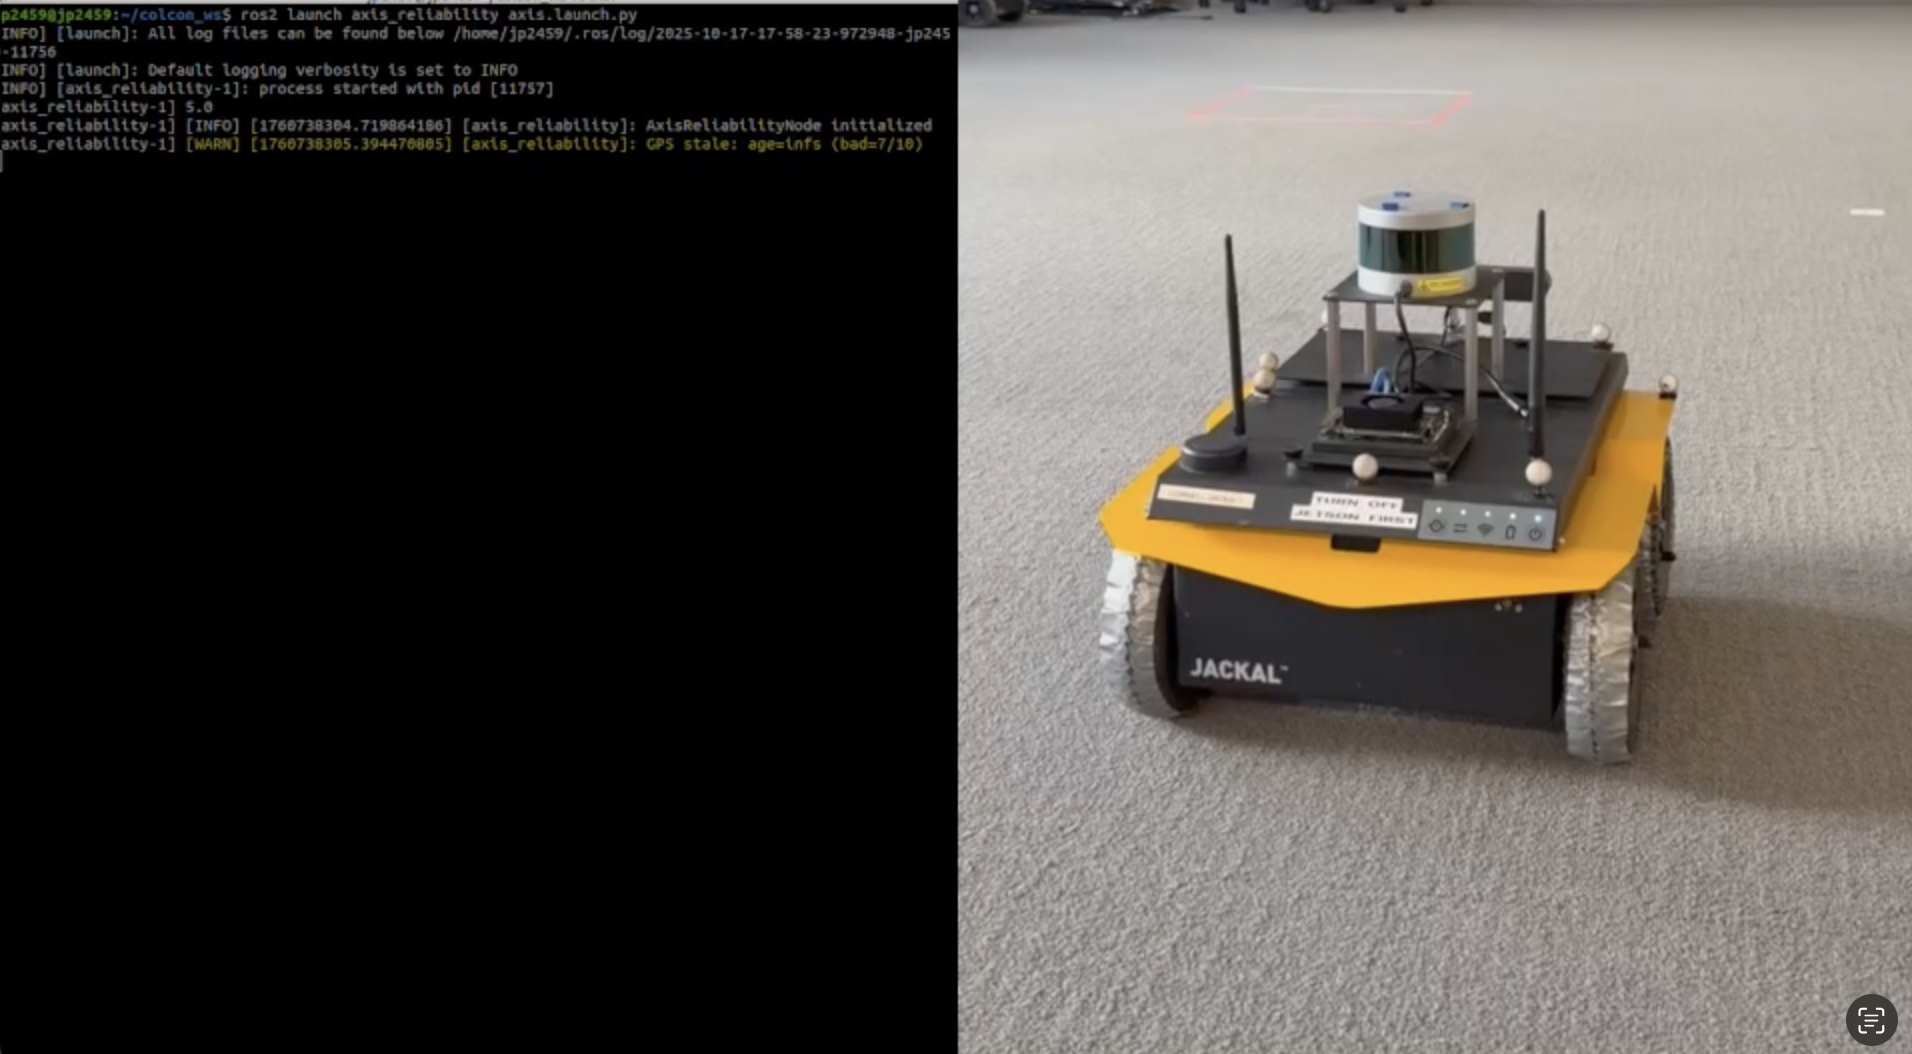 p2459@jp2459:~/colcon_ws$ ros2 launch axis_reliability axis.launch.py
INFO] [launch]: All log files can be found below /home/jp2459/.ros/log/2025-10-17-17-58-23-972948-jp245
-11756
INFO] [launch]: Default logging verbosity is set to INFO
INFO] [axis_reliability-1]: process started with pid [11757]
axis_reliability-1] 5.0
axis_reliability-1] [INFO] [1760738304.719864186] [axis_reliability]: AxisReliabilityNode initialized
axis_reliability-1] [WARN] [1760738305.394470805] [axis_reliability]: GPS stale: age=infs (bad=7/10)
TURN OFF
JETSON FIRST
JACKAL™